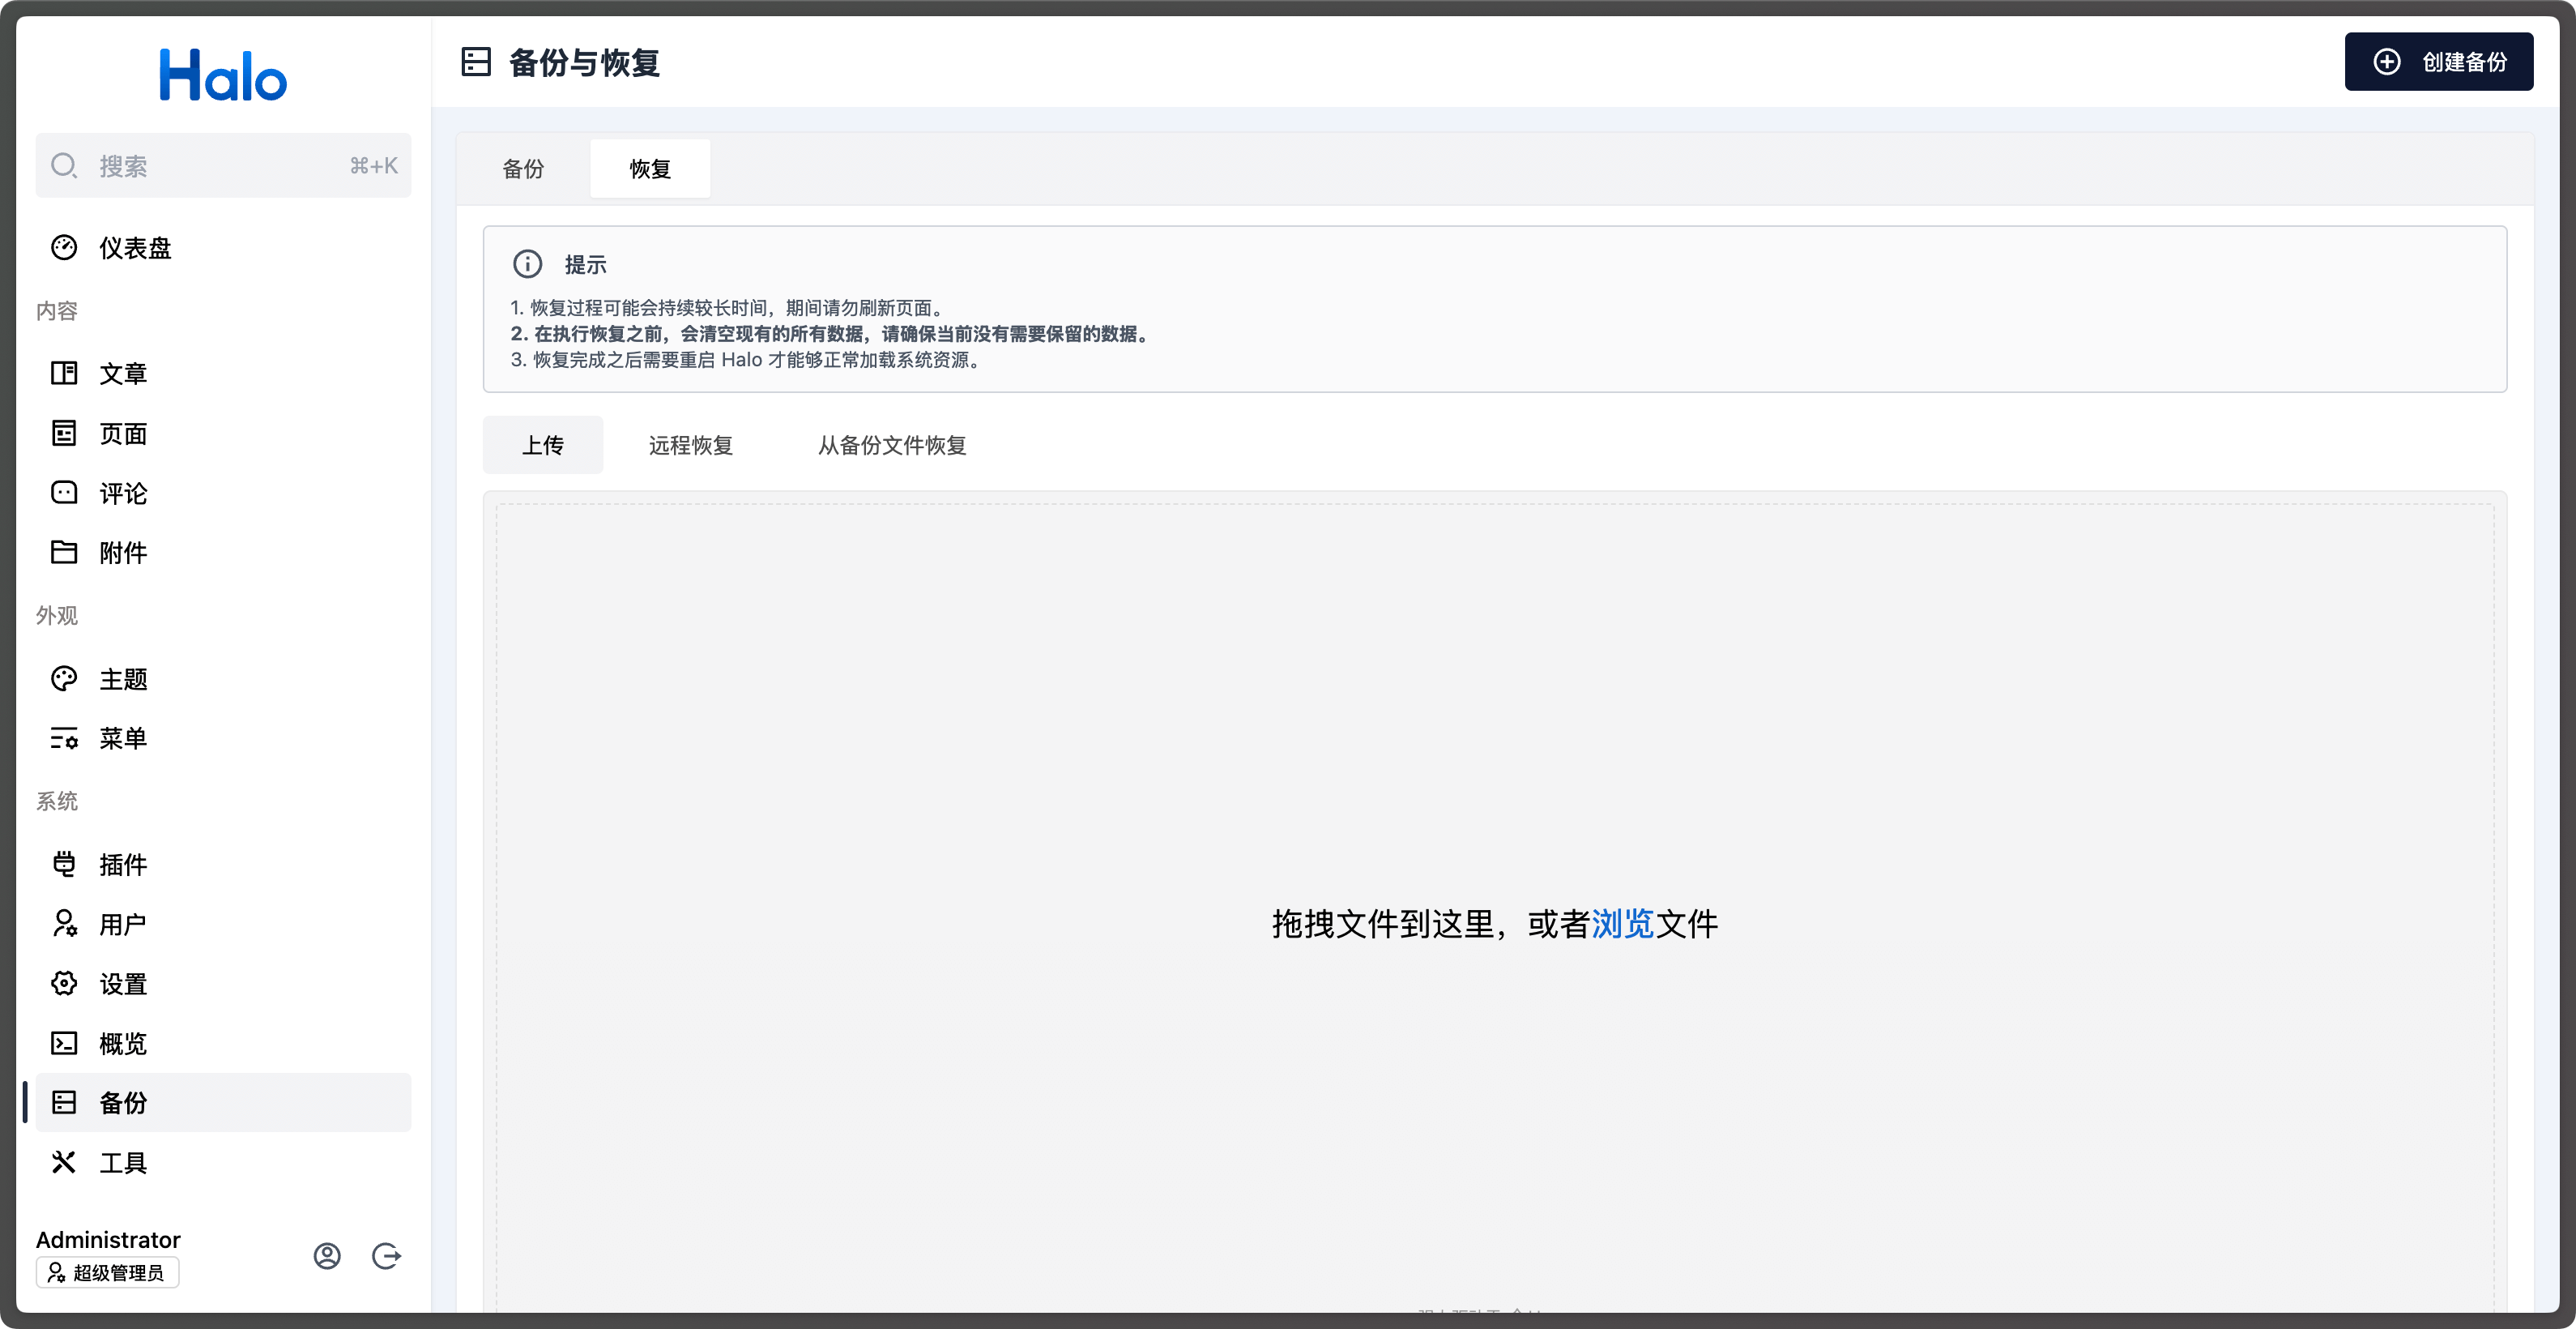 Halo
搜索 ⌘+K
仪表盘
内容
文章
页面
评论
附件
外观
主题
菜单
系统
插件
用户
设置
概览
备份
工具
Administrator
超级管理员
备份与恢复
创建备份
备份 恢复
提示
1. 恢复过程可能会持续较长时间，期间请勿刷新页面。
2. 在执行恢复之前，会清空现有的所有数据，请确保当前没有需要保留的数据。
3. 恢复完成之后需要重启 Halo 才能够正常加载系统资源。
上传 远程恢复 从备份文件恢复
拖拽文件到这里，或者浏览文件